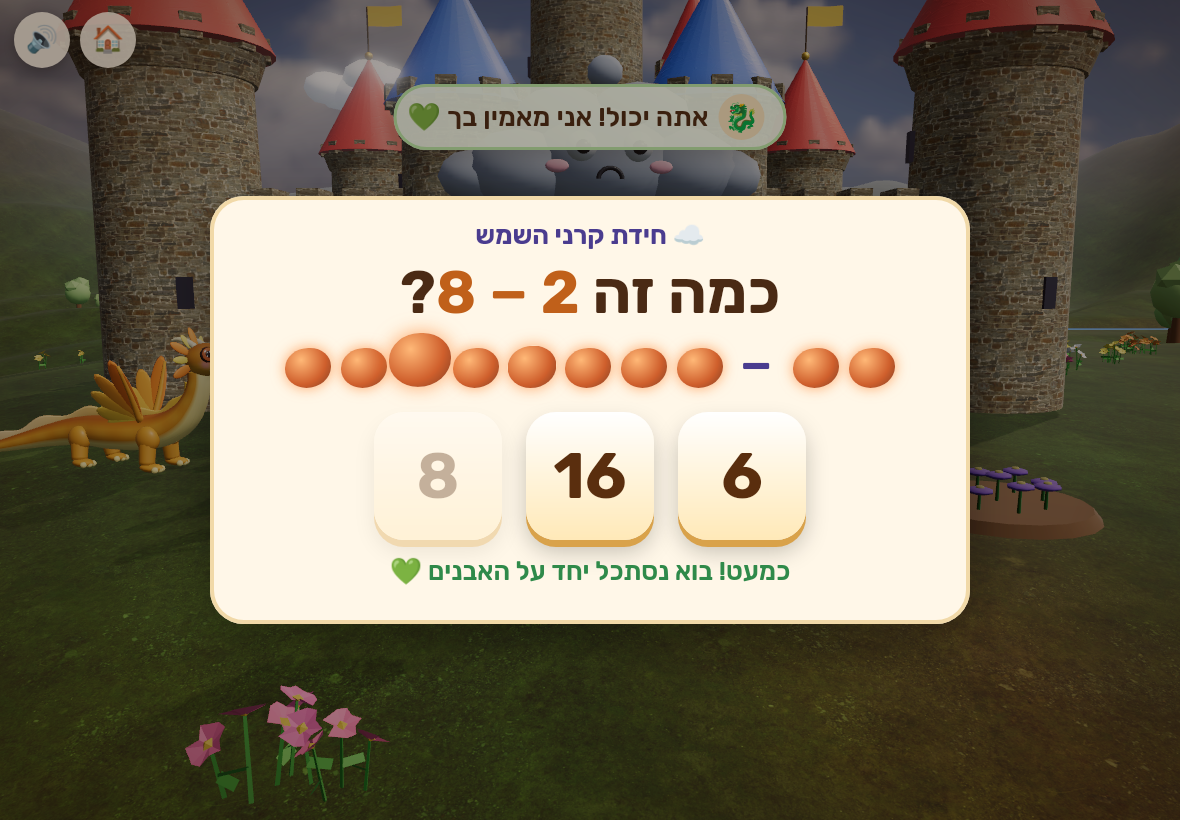 אתה יכול! אני מאמין בך 💚
☁️ חידת קרני השמש
כמה זה 8 – 2?
–
6 16 8
כמעט! בוא נסתכל יחד על האבנים 💚